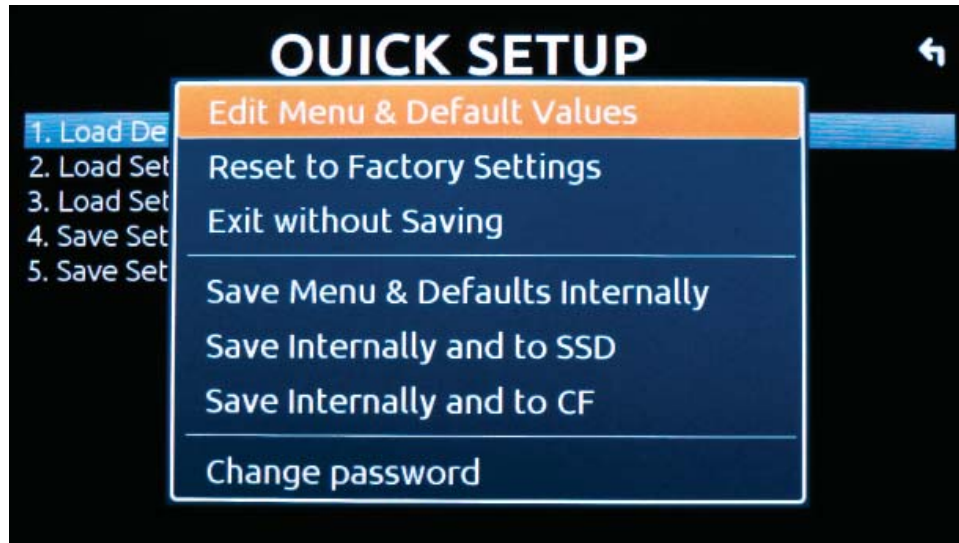 QUICK SETUP
1. Load De
2. Load Set
3. Load Set
4. Save Set
5. Save Set
Edit Menu & Default Values
Reset to Factory Settings
Exit without Saving
Save Menu & Defaults Internally
Save Internally and to SSD
Save Internally and to CF
Change password